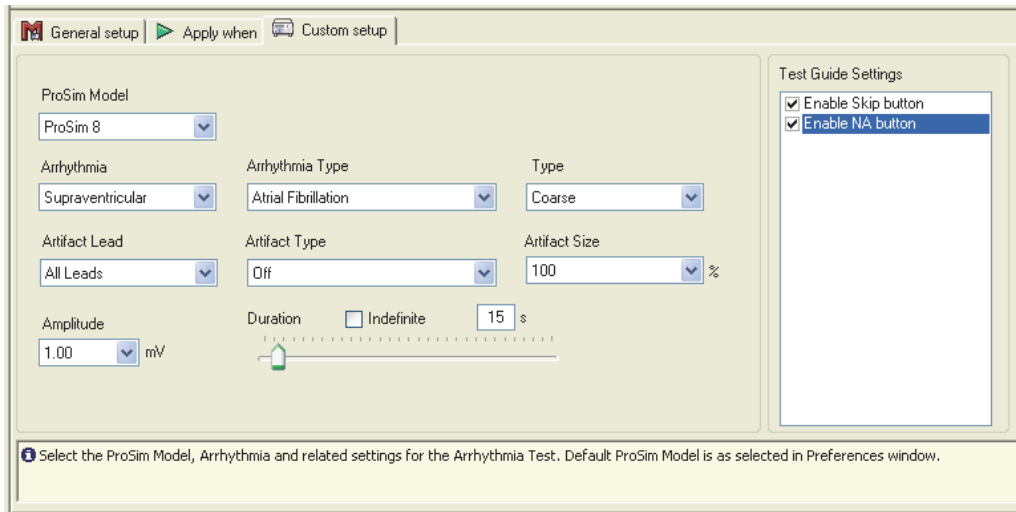 General setup Apply when Custom setup
ProSim Model
ProSim 8
Arrhythmia Arrhythmia Type Type
Supraventricular Atrial Fibrillation Coarse
Artifact Lead Artifact Type Artifact Size
All Leads Off 100 %
Amplitude Duration Indefinite 15 s
1.00 mV
Test Guide Settings
Enable Skip button
Enable NA button
Select the ProSim Model, Arrhythmia and related settings for the Arrhythmia Test. Default ProSim Model is as selected in Preferences window.